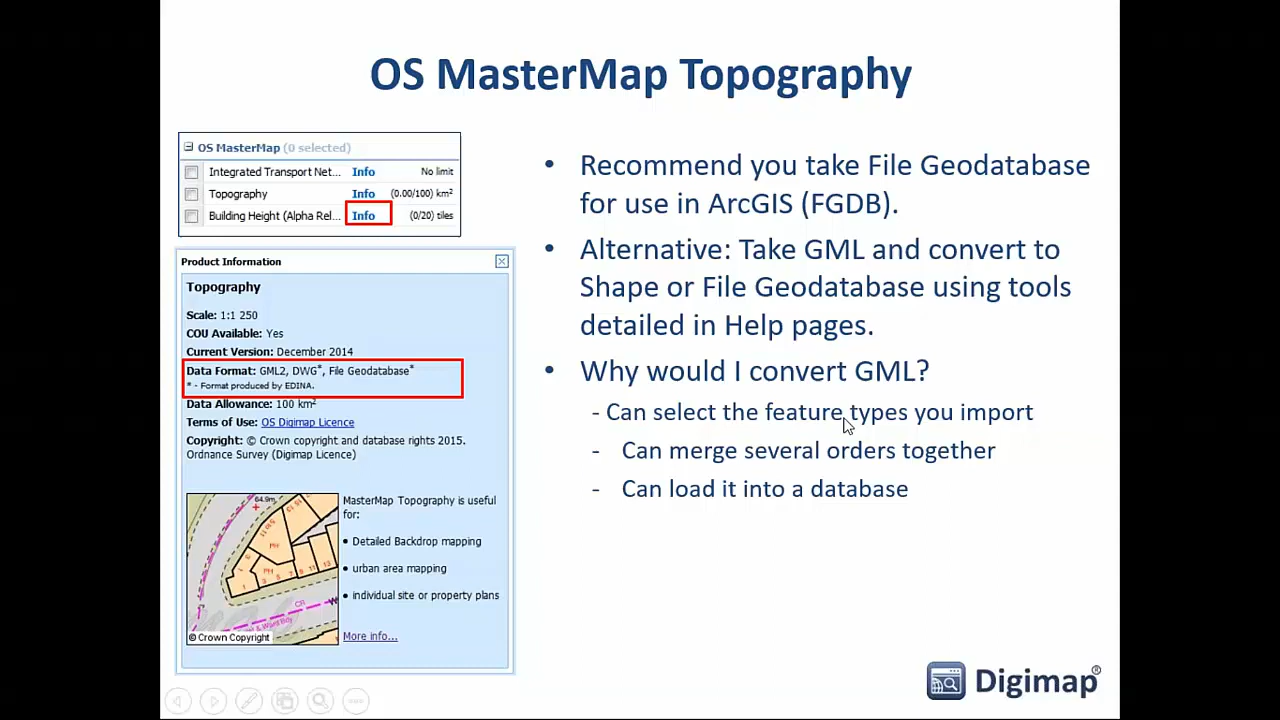 OS MasterMap Topography
OS MasterMap (0 selected)
Integrated Transport Net... Info No limit
Topography Info (0.00/100) km²
Building Height (Alpha Rel... Info (0/20) tiles
Product Information
Topography
Scale: 1:1 250
COU Available: Yes
Current Version: December 2014
Data Format: GML2, DWG*, File Geodatabase*
* - Format produced by EDINA.
Data Allowance: 100 km²
Terms of Use: OS Digimap Licence
Copyright: © Crown copyright and database rights 2015.
Ordnance Survey (Digimap Licence)
64.9m
PH
PH
CR
© Crown Copyright
MasterMap Topography is useful
for:
• Detailed Backdrop mapping
• urban area mapping
• individual site or property plans
More info...
• Recommend you take File Geodatabase
for use in ArcGIS (FGDB).
• Alternative: Take GML and convert to
Shape or File Geodatabase using tools
detailed in Help pages.
• Why would I convert GML?
- Can select the feature types you import
- Can merge several orders together
- Can load it into a database
Digimap®